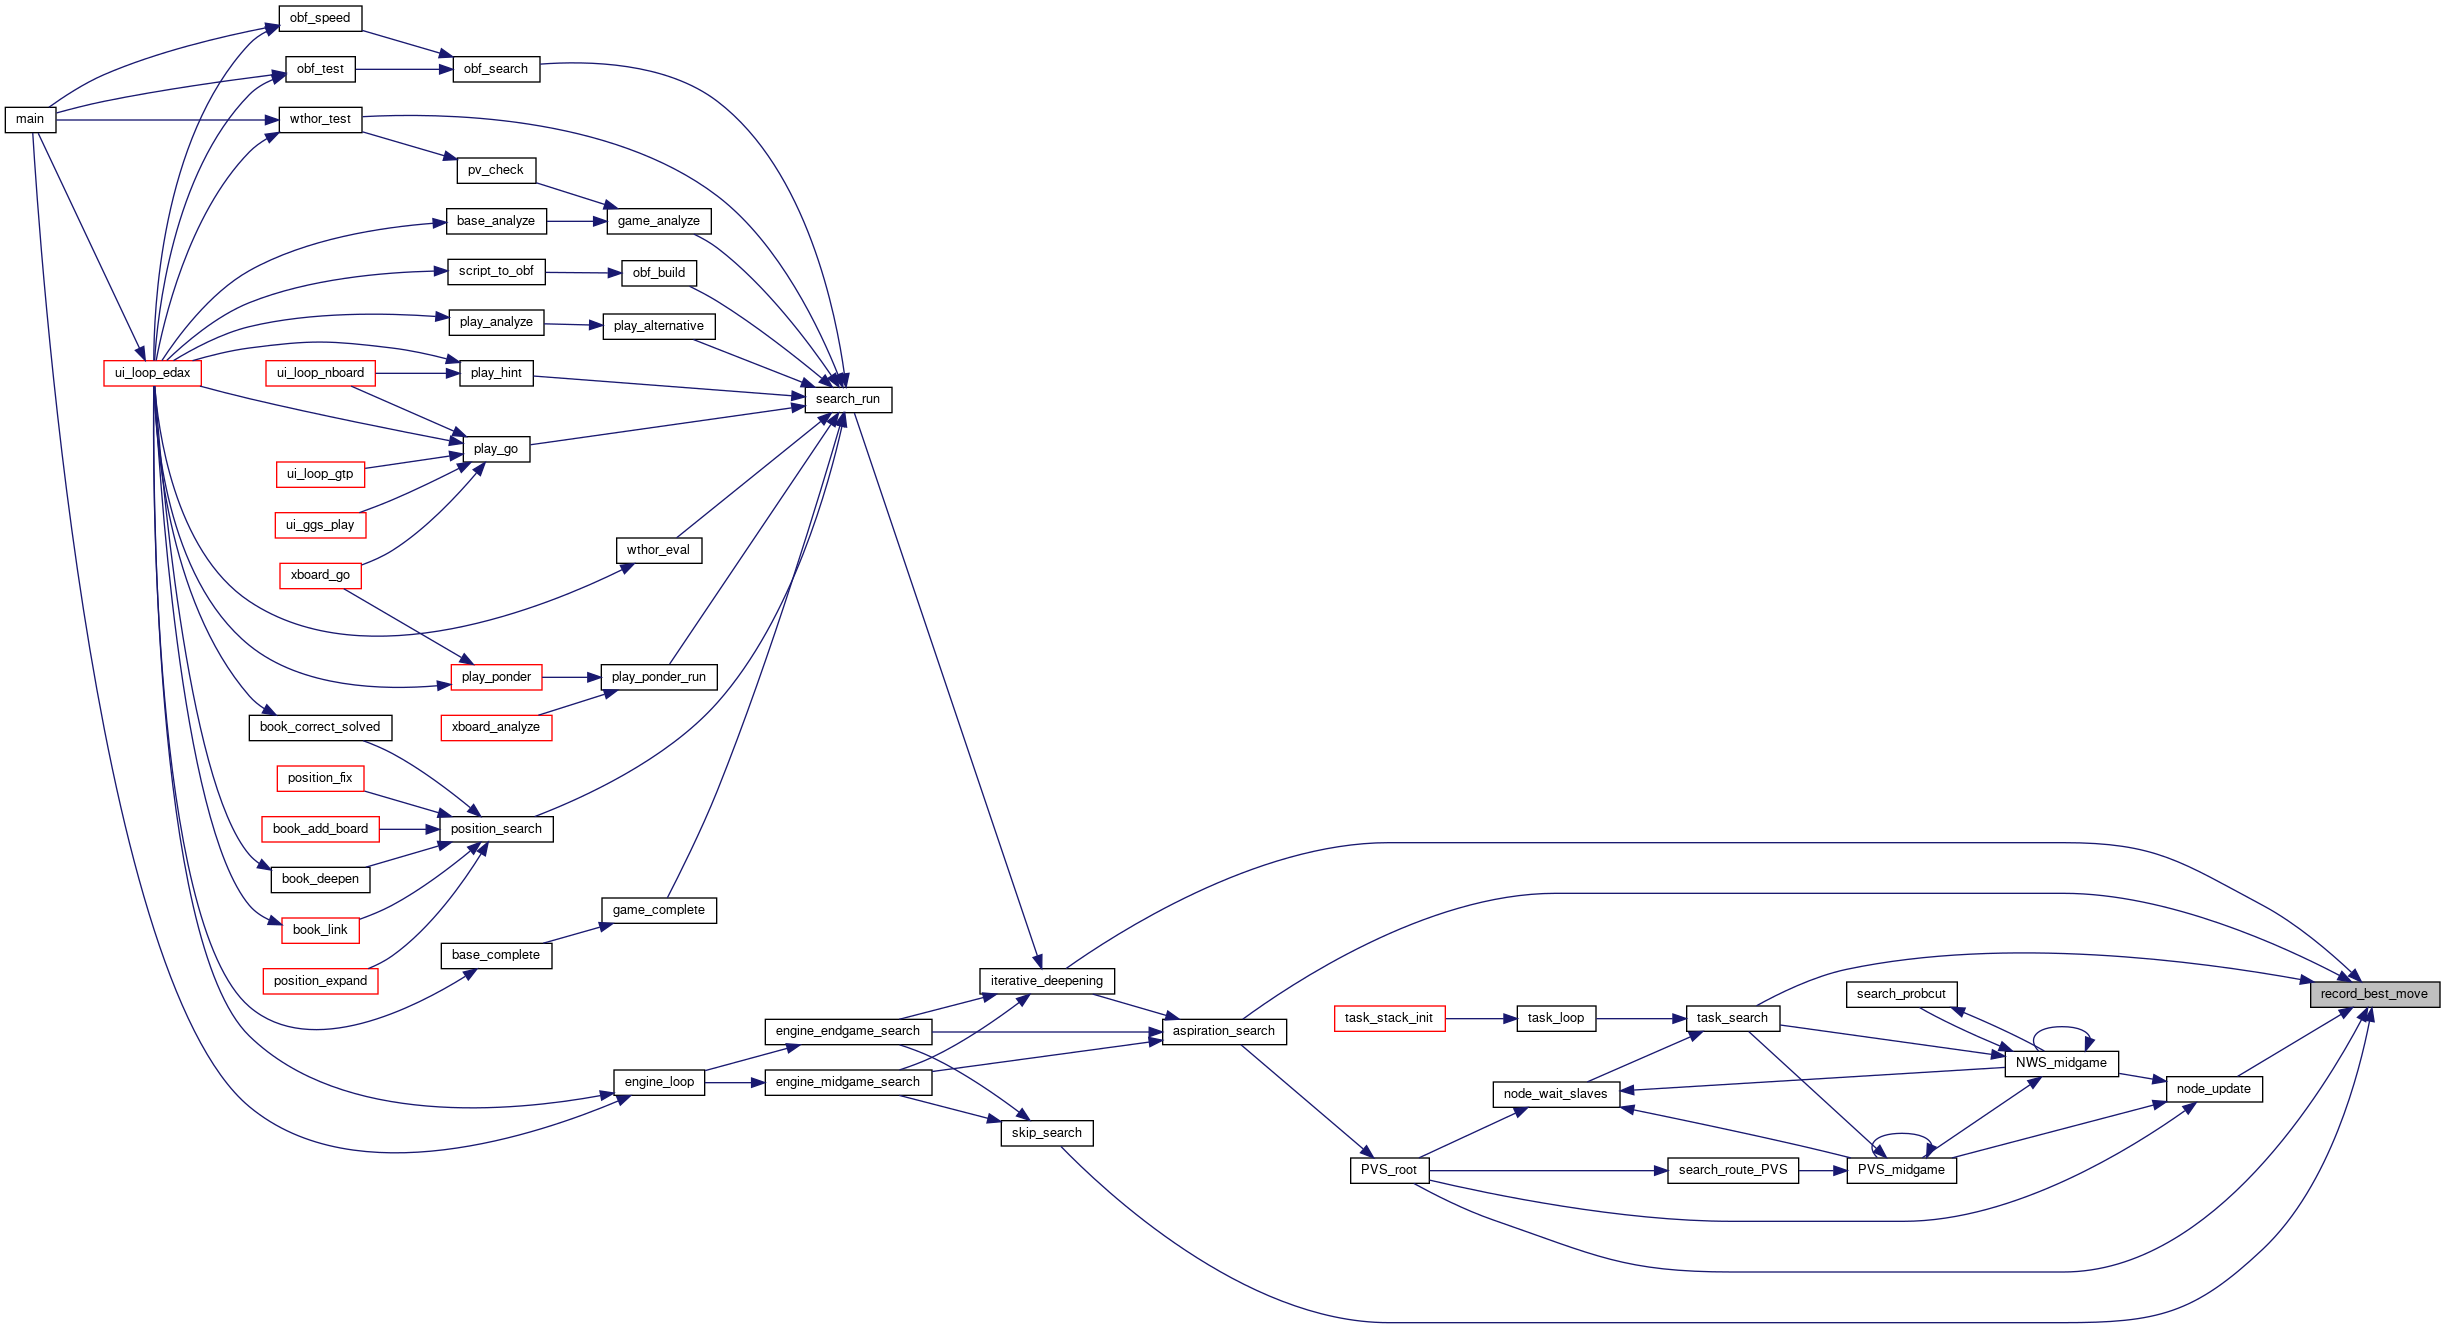 obf_speed
obf_test
obf_search
main
wthor_test
pv_check
base_analyze
game_analyze
script_to_obf
obf_build
play_analyze
play_alternative
ui_loop_edax
ui_loop_nboard
play_hint
search_run
play_go
ui_loop_gtp
ui_ggs_play
wthor_eval
xboard_go
play_ponder
play_ponder_run
book_correct_solved
xboard_analyze
position_fix
book_add_board
position_search
book_deepen
game_complete
book_link
base_complete
position_expand
iterative_deepening
search_probcut
record_best_move
engine_endgame_search
aspiration_search
task_stack_init
task_loop
task_search
NWS_midgame
engine_loop
engine_midgame_search
node_wait_slaves
node_update
skip_search
PVS_root
search_route_PVS
PVS_midgame